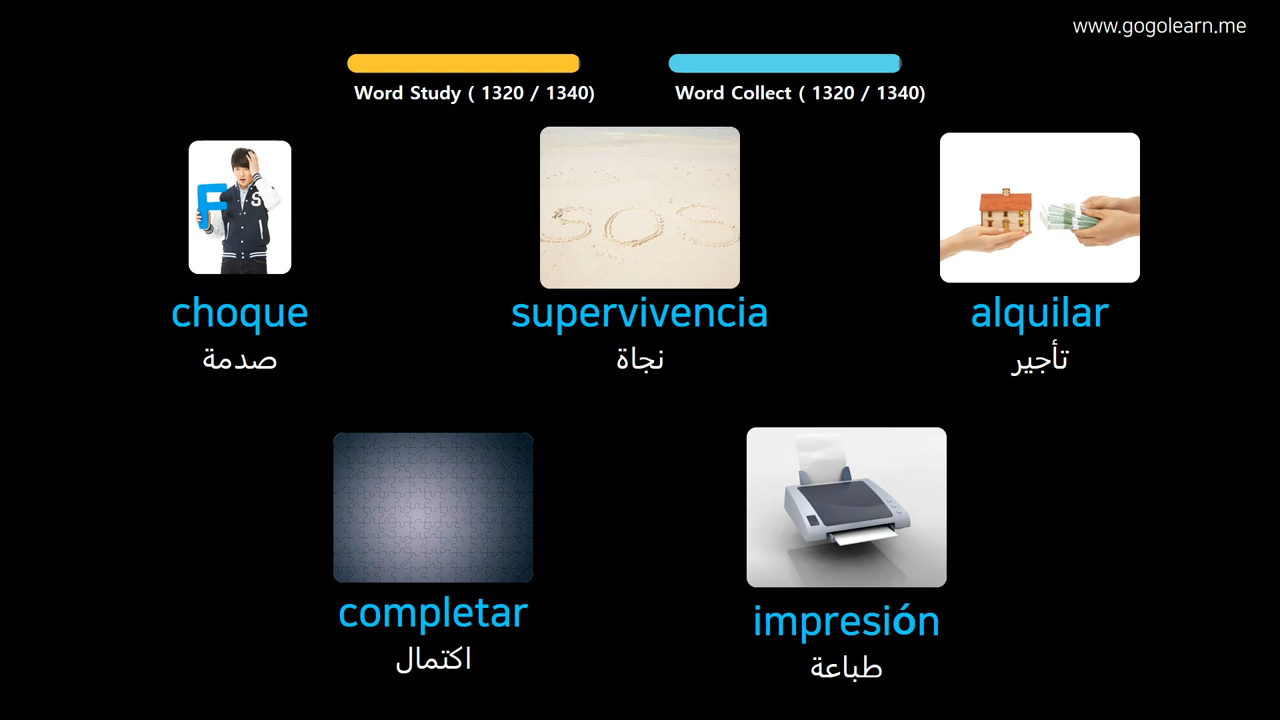 www.gogolearn.me
Word Study ( 1320 / 1340)
Word Collect ( 1320 / 1340)
F
S
SOS
choque
صدمة
supervivencia
نجاة
alquilar
تأجير
completar
اكتمال
impresión
طباعة